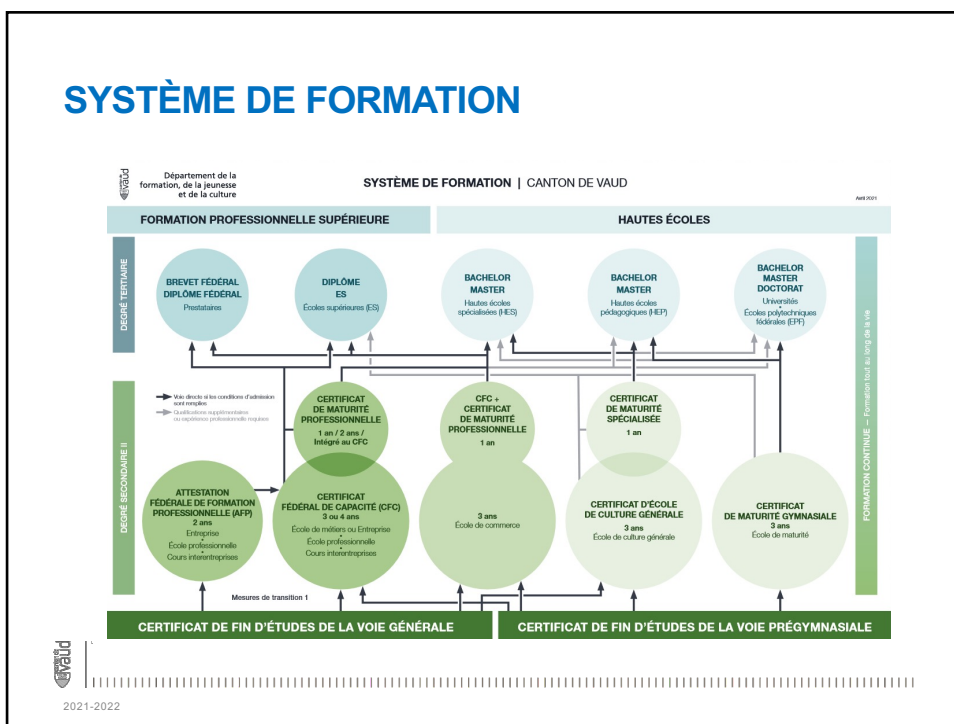 SYSTÈME DE FORMATION
Département de la
formation, de la jeunesse
et de la culture
SYSTÈME DE FORMATION | CANTON DE VAUD
Avril 2021
FORMATION PROFESSIONNELLE SUPÉRIEURE
HAUTES ÉCOLES
DEGRÉ TERTIAIRE
BREVET FÉDÉRAL
DIPLÔME FÉDÉRAL
Prestataires
DIPLÔME
ES
Écoles supérieures (ES)
BACHELOR
MASTER
Hautes écoles
spécialisées (HES)
BACHELOR
MASTER
Hautes écoles
pédagogiques (HEP)
BACHELOR
MASTER
DOCTORAT
Universités
•
Écoles polytechniques
fédérales (EPF)
FORMATION CONTINUE — Formation tout au long de la vie
DEGRÉ SECONDAIRE II
Voie directe si les conditions d'admission
sont remplies
Qualifications supplémentaires
ou expérience professionnelle requises
CERTIFICAT
DE MATURITÉ
PROFESSIONNELLE
1 an / 2 ans /
Intégré au CFC
CFC +
CERTIFICAT
DE MATURITÉ
PROFESSIONNELLE
1 an
CERTIFICAT
DE MATURITÉ
SPÉCIALISÉE
1 an
ATTESTATION
FÉDÉRALE DE FORMATION
PROFESSIONNELLE (AFP)
2 ans
Entreprise
•
École professionnelle
•
Cours interentreprises
CERTIFICAT
FÉDÉRAL DE CAPACITÉ (CFC)
3 ou 4 ans
École de métiers ou Entreprise
•
École professionnelle
•
Cours interentreprises
3 ans
École de commerce
CERTIFICAT D'ÉCOLE
DE CULTURE GÉNÉRALE
3 ans
École de culture générale
CERTIFICAT
DE MATURITÉ GYMNASIALE
3 ans
École de maturité
Mesures de transition 1
CERTIFICAT DE FIN D'ÉTUDES DE LA VOIE GÉNÉRALE
CERTIFICAT DE FIN D'ÉTUDES DE LA VOIE PRÉGYMNASIALE
vaud
2021-2022